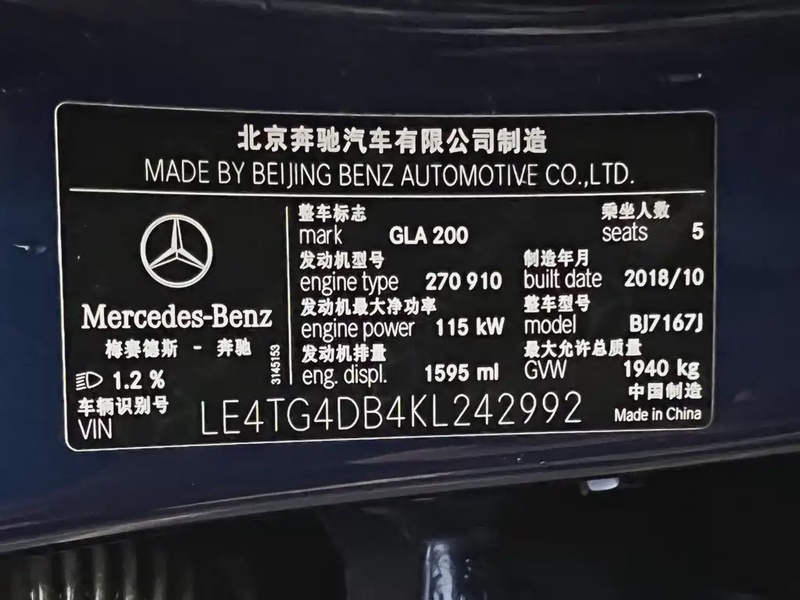 北京奔驰汽车有限公司制造
MADE BY BEIJING BENZ AUTOMOTIVE CO.,LTD.
Mercedes-Benz
梅赛德斯 - 奔驰
1.2 %
3145153
整车标志
mark GLA 200
乘坐人数
seats 5
发动机型号
engine type 270 910
制造年月
built date 2018/10
发动机最大净功率
engine power 115 kW
整车型号
model BJ7167J
发动机排量
eng. displ. 1595 ml
最大允许总质量
GVW 1940 kg
车辆识别号
VIN LE4TG4DB4KL242992
中国制造
Made in China